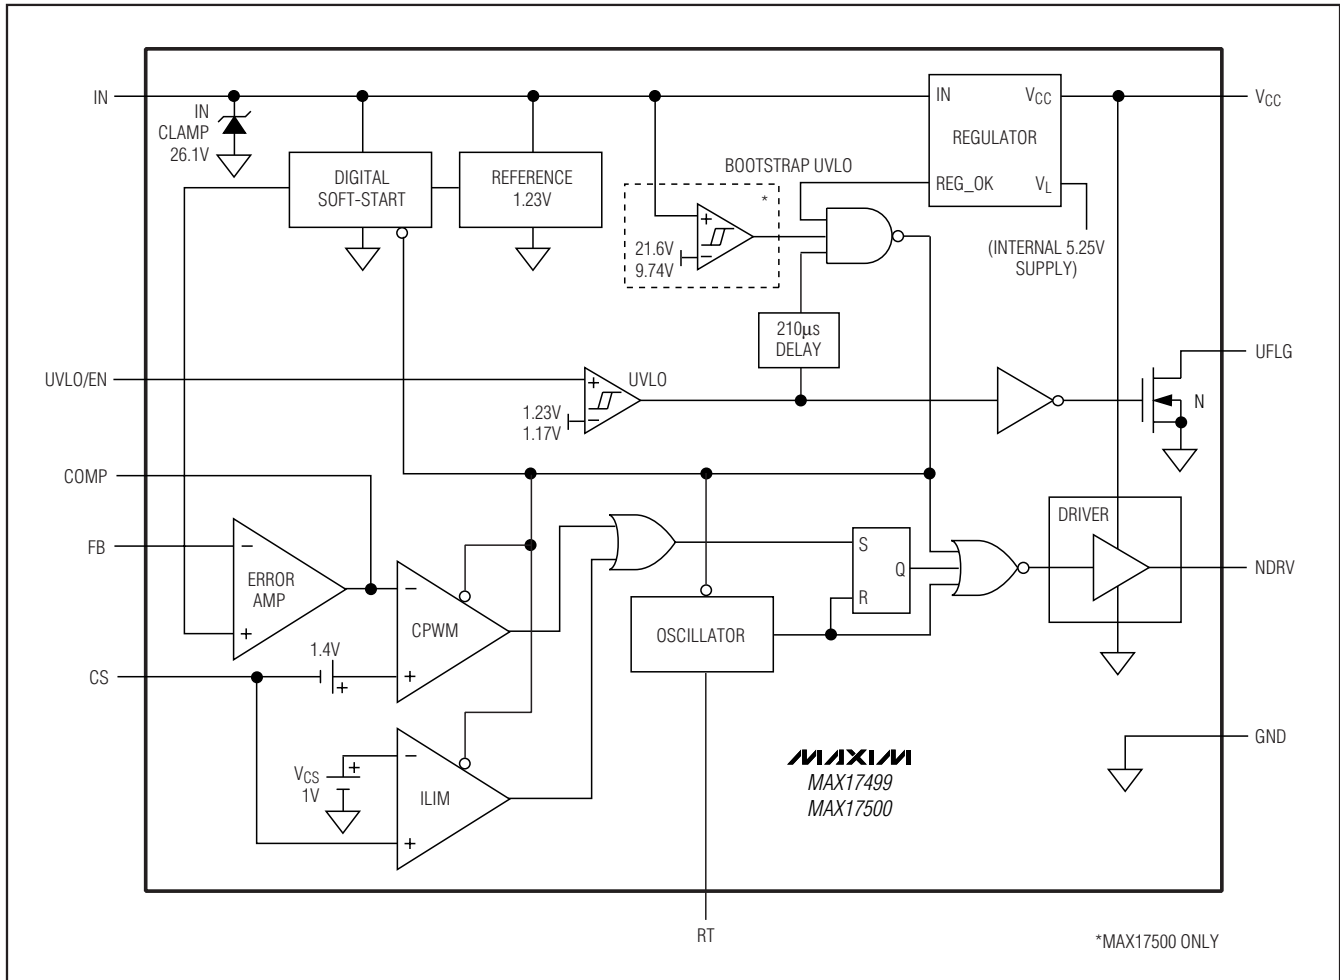 IN
IN
CLAMP
26.1V
DIGITAL
SOFT-START
REFERENCE
1.23V
BOOTSTRAP UVLO
*
+
−
21.6V
9.74V
IN
VCC
REGULATOR
REG_OK
VL
VCC
(INTERNAL 5.25V
SUPPLY)
210µs
DELAY
UVLO/EN
+
−
UVLO
1.23V
1.17V
UFLG
N
COMP
FB
−
ERROR
AMP
+
−
CPWM
+
1.4V
+
CS
S
Q
R
OSCILLATOR
DRIVER
NDRV
VCS
1V
+
−
ILIM
+
MAXIM
MAX17499
MAX17500
GND
RT
*MAX17500 ONLY